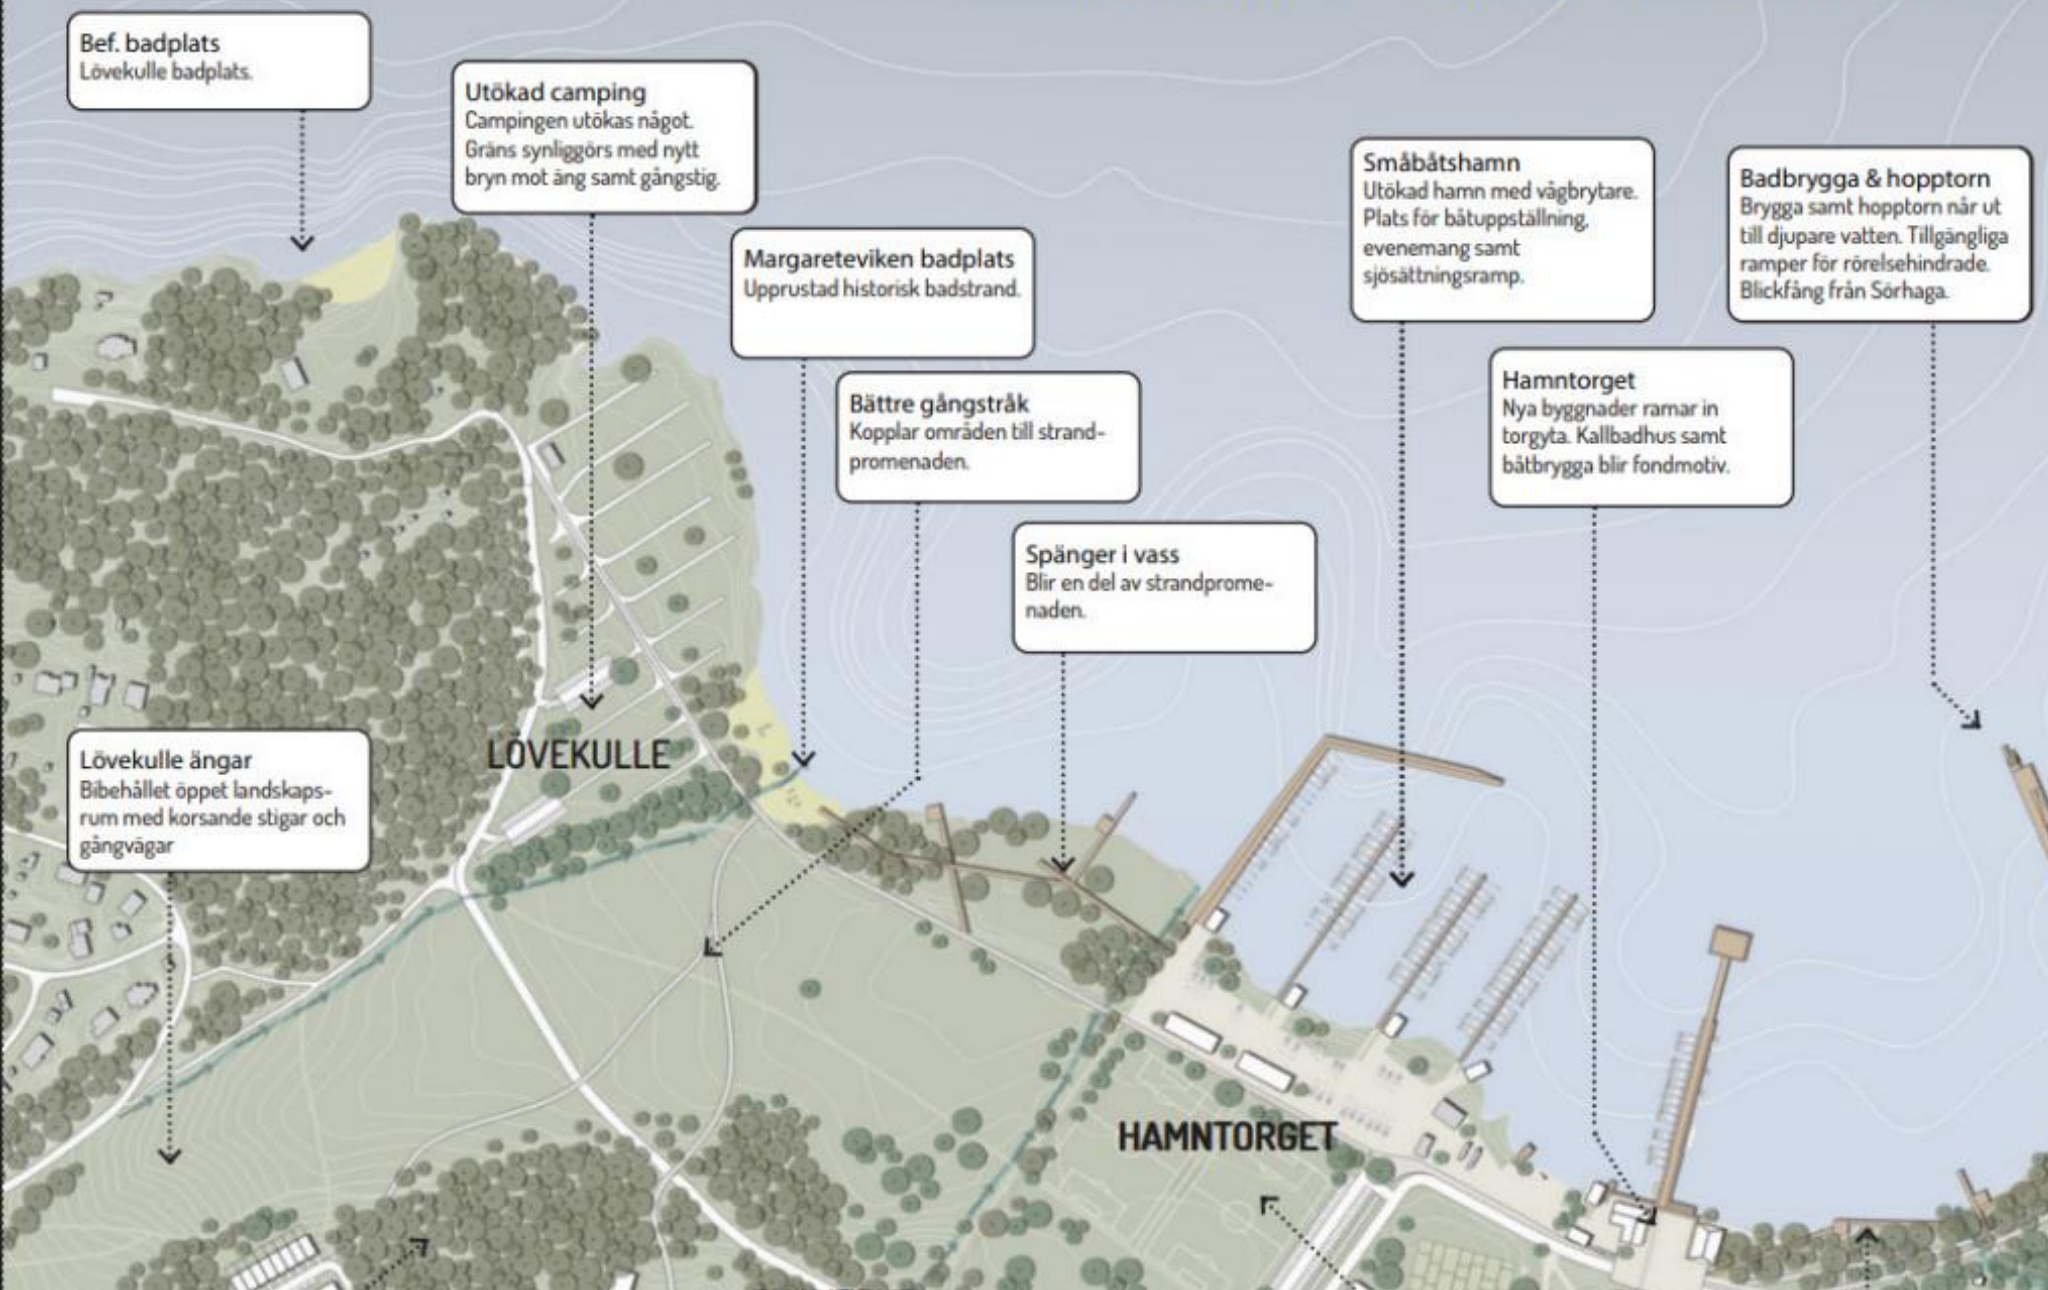 Bef. badplats
Lövekulle badplats.
Utökad camping
Campingen utökas något.
Gräns synliggörs med nytt
bryn mot äng samt gångstig.
Margareteviken badplats
Upprustad historisk badstrand.
Bättre gångstråk
Kopplar områden till strand-
promenaden.
Spänger i vass
Blir en del av strandprome-
naden.
Småbåtshamn
Utökad hamn med vågbrytare.
Plats för båtuppställning,
evenemang samt
sjösättningsramp.
Hamntorget
Nya byggnader ramar in
torgyta. Kallbadhus samt
båtbrygga blir fondmotiv.
Badbrygga & hopptorn
Brygga samt hopptorn når ut
till djupare vatten. Tillgängliga
ramper för rörelsehindrade.
Blickfång från Sörhaga.
Lövekulle ängar
Bibehållet öppet landskaps-
rum med korsande stigar och
gångvägar
LÖVEKULLE
HAMNTORGET